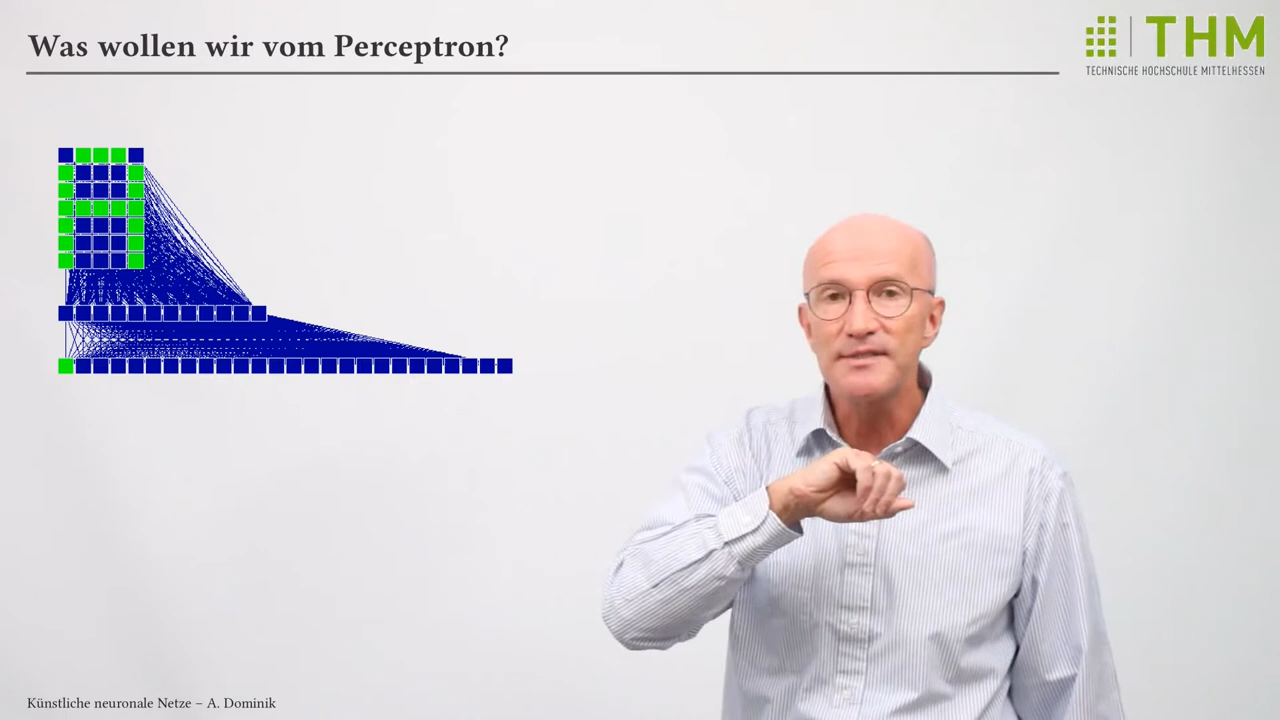 Was wollen wir vom Perceptron?
THM
TECHNISCHE HOCHSCHULE MITTELHESSEN
Künstliche neuronale Netze – A. Dominik